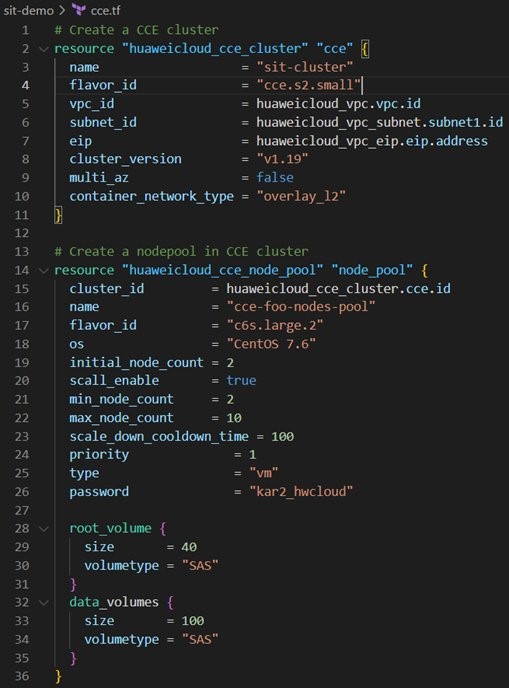 sit-demo > cce.tf
1 # Create a CCE cluster
2 resource "huaweicloud_cce_cluster" "cce" {
3 name = "sit-cluster"
4 flavor_id = "cce.s2.small"
5 vpc_id = huaweicloud_vpc.vpc.id
6 subnet_id = huaweicloud_vpc_subnet.subnet1.id
7 eip = huaweicloud_vpc_eip.eip.address
8 cluster_version = "v1.19"
9 multi_az = false
10 container_network_type = "overlay_l2"
11 }
12
13 # Create a nodepool in CCE cluster
14 resource "huaweicloud_cce_node_pool" "node_pool" {
15 cluster_id = huaweicloud_cce_cluster.cce.id
16 name = "cce-foo-nodes-pool"
17 flavor_id = "c6s.large.2"
18 os = "CentOS 7.6"
19 initial_node_count = 2
20 scall_enable = true
21 min_node_count = 2
22 max_node_count = 10
23 scale_down_cooldown_time = 100
24 priority = 1
25 type = "vm"
26 password = "kar2_hwcloud"
27
28 root_volume {
29 size = 40
30 volumetype = "SAS"
31 }
32 data_volumes {
33 size = 100
34 volumetype = "SAS"
35 }
36 }